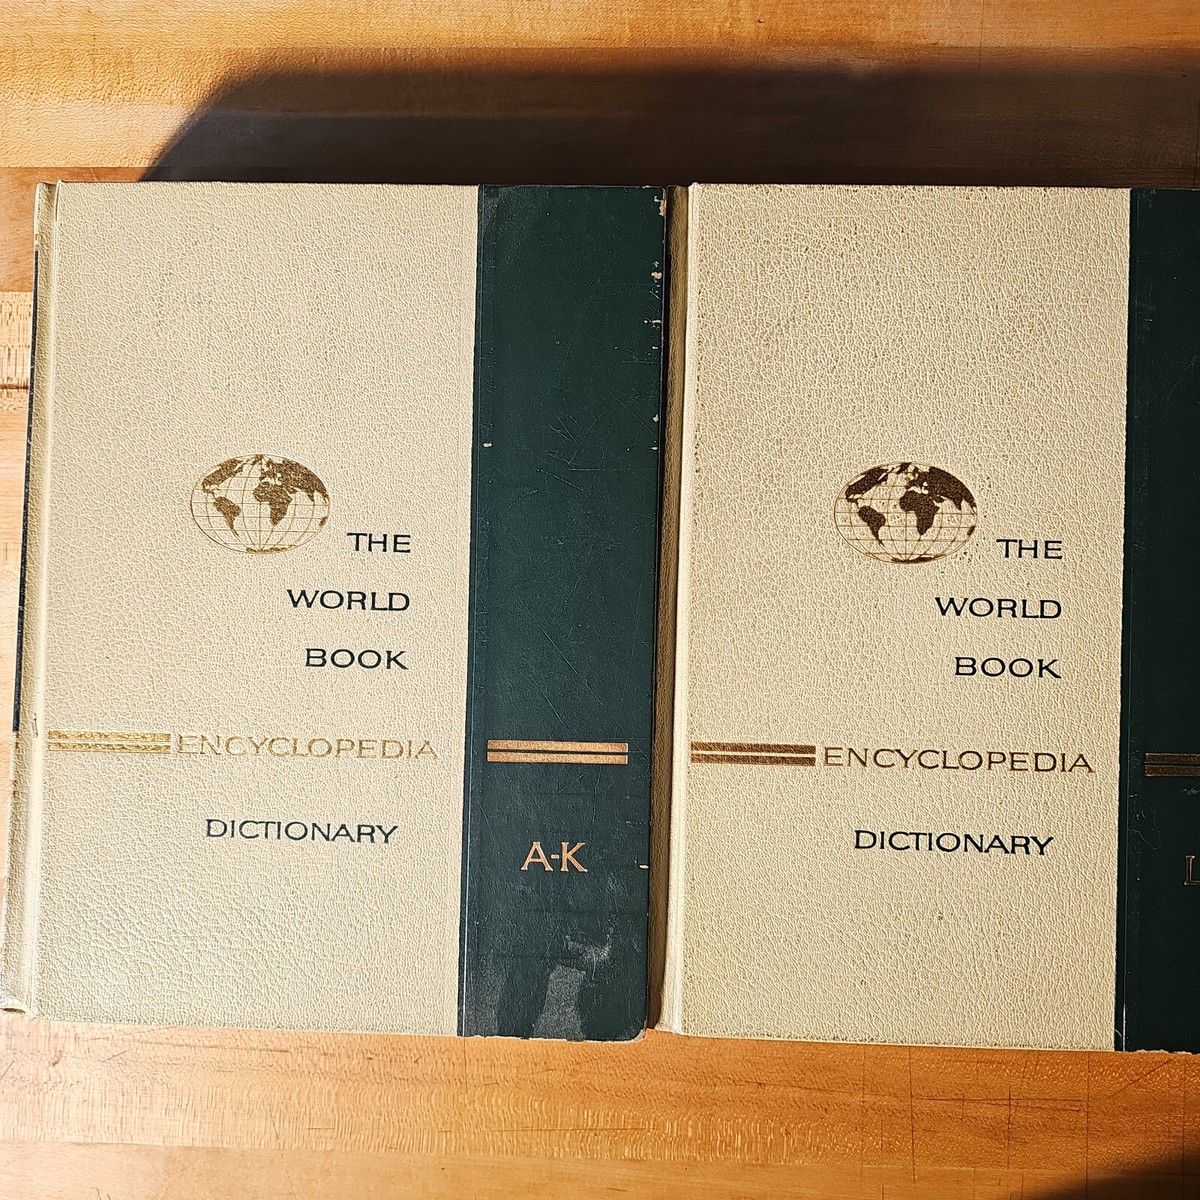 THE
WORLD
BOOK
ENCYCLOPEDIA
DICTIONARY
A-K
THE
WORLD
BOOK
ENCYCLOPEDIA
DICTIONARY
L